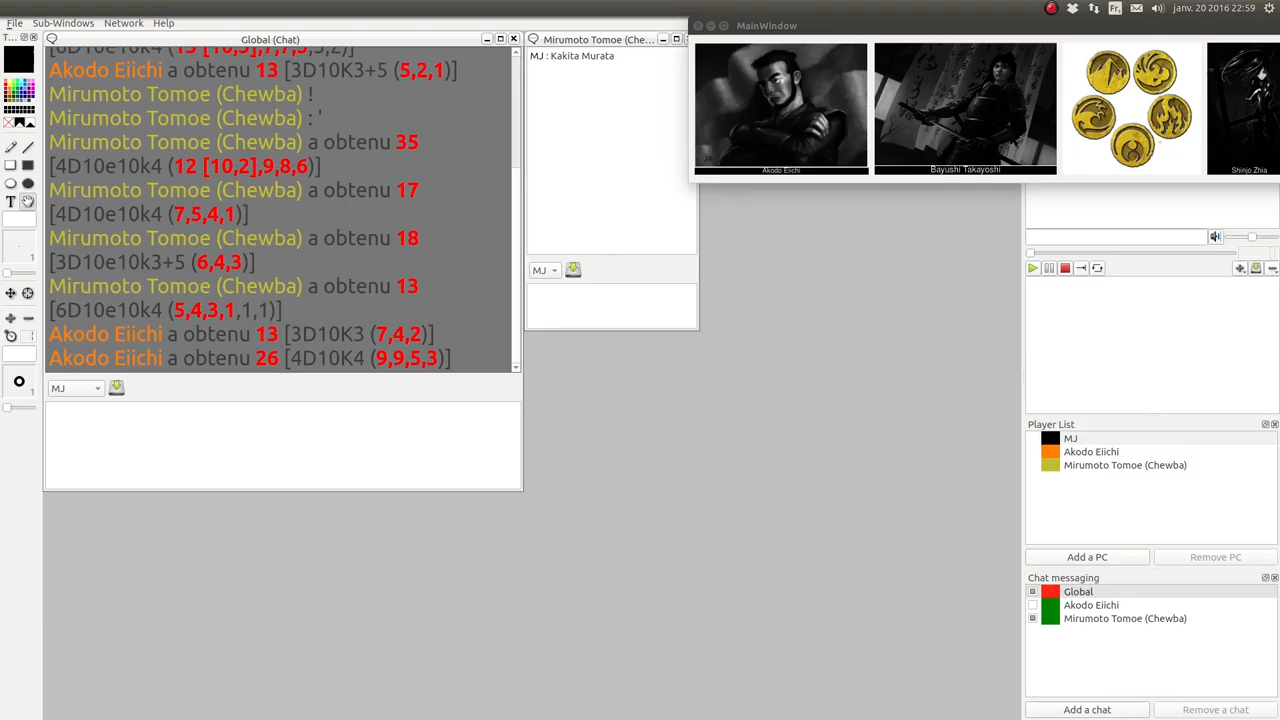 janv. 20 2016 22:59
Fr
File Sub-Windows Network Help
MainWindow
T...
Global (Chat)
Akodo Eiichi a obtenu 13 [3D10K3+5 (5,2,1)]
Mirumoto Tomoe (Chewba) !
Mirumoto Tomoe (Chewba) : '
Mirumoto Tomoe (Chewba) a obtenu 35
[4D10e10k4 (12 [10,2],9,8,6)]
Mirumoto Tomoe (Chewba) a obtenu 17
[4D10e10k4 (7,5,4,1)]
Mirumoto Tomoe (Chewba) a obtenu 18
[3D10e10k3+5 (6,4,3)]
Mirumoto Tomoe (Chewba) a obtenu 13
[6D10e10k4 (5,4,3,1,1,1)]
Akodo Eiichi a obtenu 13 [3D10K3 (7,4,2)]
Akodo Eiichi a obtenu 26 [4D10K4 (9,9,5,3)]
MJ
T
1
1
Mirumoto Tomoe (Che...
MJ : Kakita Murata
MJ
Akodo Eiichi
Bayushi Takayoshi
Shinjo Zhia
Player List
MJ
Akodo Eiichi
Mirumoto Tomoe (Chewba)
Add a PC Remove PC
Chat messaging
Global
Akodo Eiichi
Mirumoto Tomoe (Chewba)
Add a chat Remove a chat